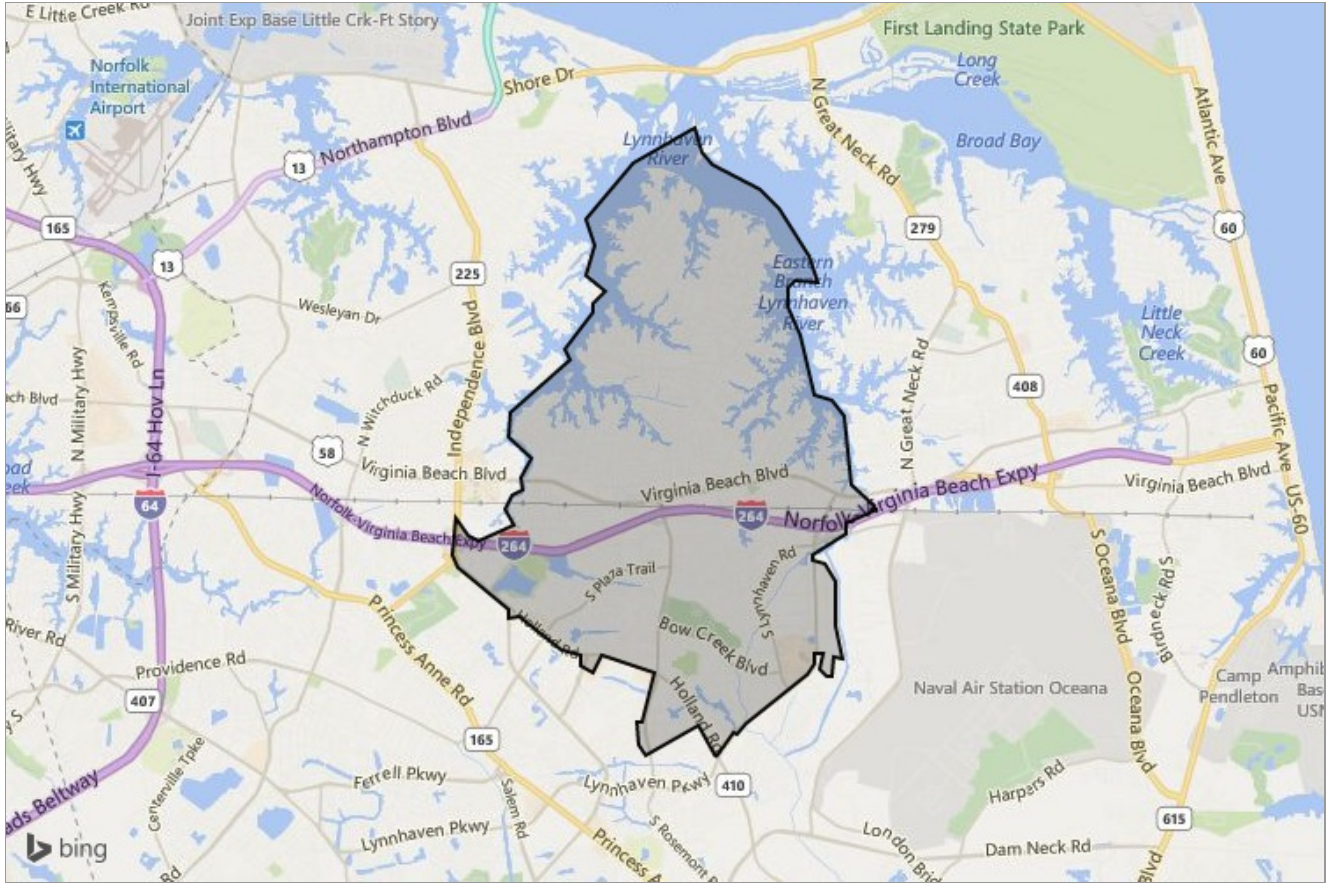 E Little Creek Rd
Joint Exp Base Little Crk-Ft Story
First Landing State Park
Norfolk
International
Airport
Long
Creek
Shore Dr
Northampton Blvd
13
Lynnhaven
River
N Great Neck Rd
Broad Bay
Atlantic Ave
165
13
279
60
Eastern
Branch
Lynnhaven
River
225
Kempsville Rd
Wesleyan Dr
Independence Blvd
Little
Neck
Creek
60
N Military Hwy
I-64 Hov Ln
N Witchduck Rd
N Great Neck Rd
408
Pacific Ave
58
Virginia Beach Blvd
Virginia Beach Blvd
Virginia Beach Blvd
Norfolk-Virginia Beach Expy
Norfolk-Virginia Beach Expy
US-60
64
264
264
S Military Hwy
S Plaza Trail
S Lynnhaven Rd
S Oceana Blvd
Birdneck Rd S
Princess Anne Rd
Holland Rd
Bow Creek Blvd
River Rd
Providence Rd
Holland Rd
Naval Air Station Oceana
Camp
Pendleton
407
165
Oceana Blvd
Centerville Tpke
Ferrell Pkwy
Lynnhaven Pkwy
410
Harpers Rd
615
Salem Rd
Lynnhaven Pkwy
S Rosemont
Princess A
London Brid
Dam Neck Rd
ads Beltway
bing